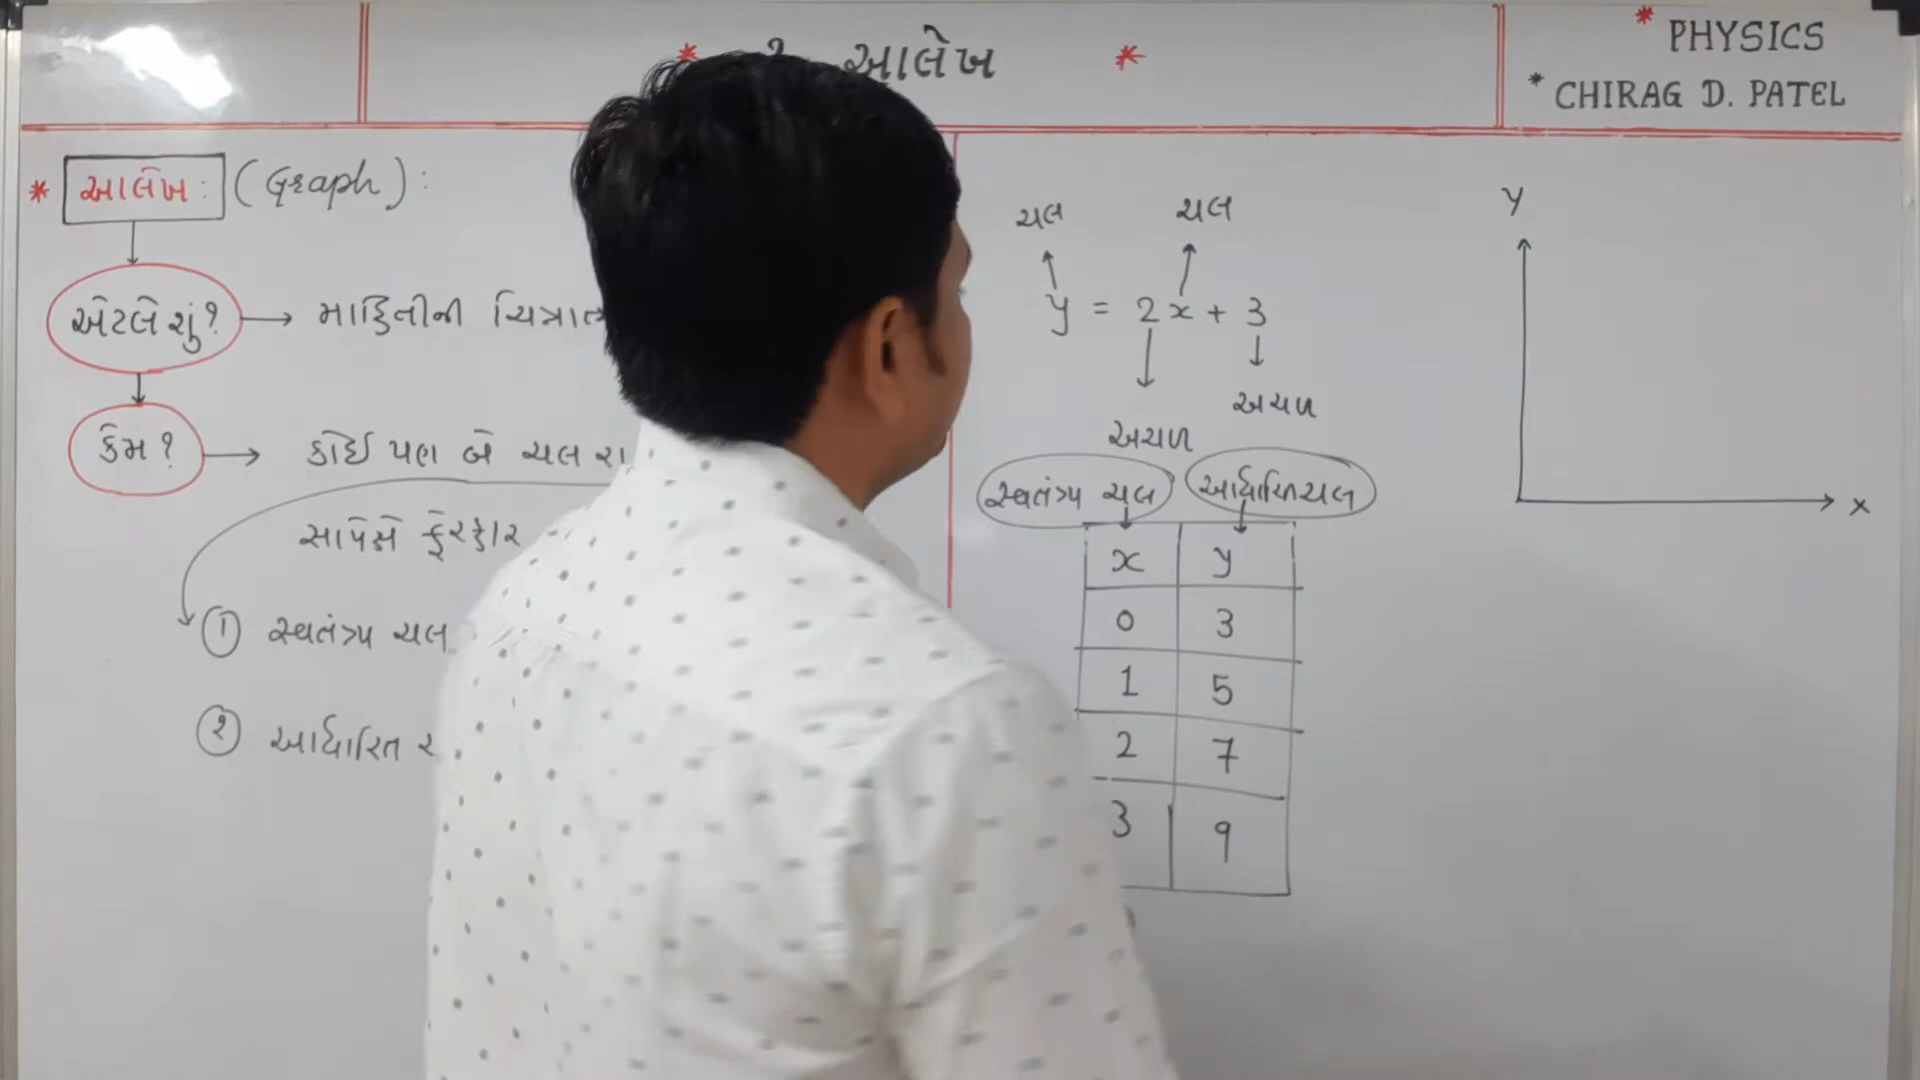 * આલેખ *
* PHYSICS
* CHIRAG D. PATEL
* આલેખ : (Graph) :
એટલે શું? → માહિતીની
કેમ? → કોઈ પણ બે ચલ
સાપેક્ષે ફેરફાર
① સ્વતંત્ર ચલ
② આધારિત
ચલ ચલ
y = 2x + 3
અચળ
અચળ
સ્વતંત્ર ચલ આધારિત ચલ
x y
0 3
1 5
2 7
3 9
Y
X